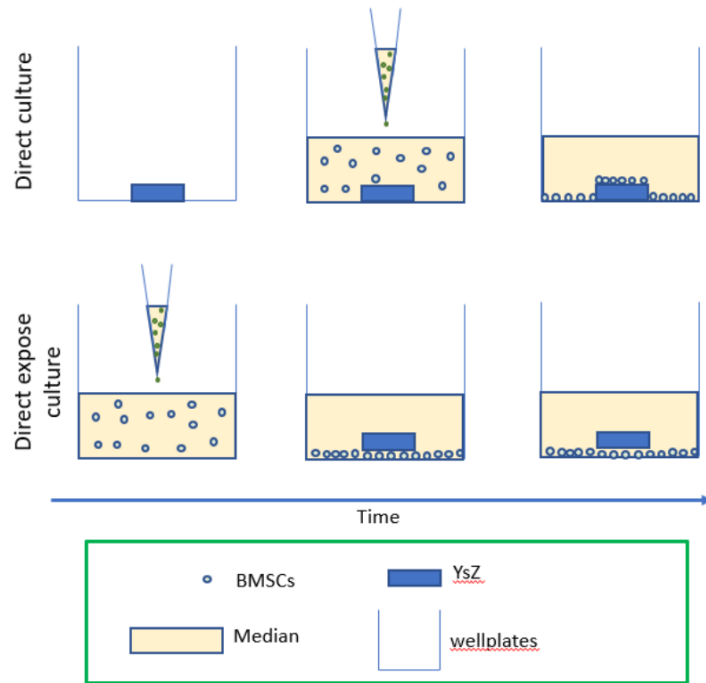 Direct culture
Direct expose
culture
Time
BMSCs
YsZ
Median
wellplates